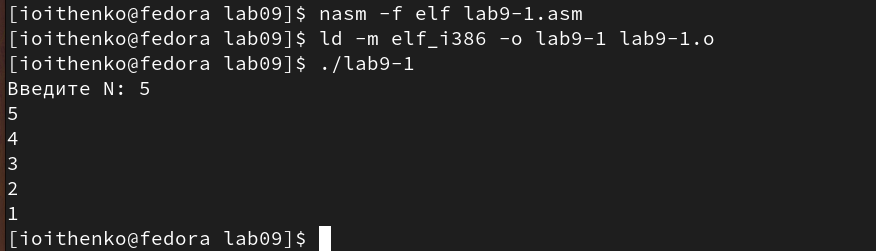 [ioithenko@fedora lab09]$ nasm -f elf lab9-1.asm
[ioithenko@fedora lab09]$ ld -m elf_i386 -o lab9-1 lab9-1.o
[ioithenko@fedora lab09]$ ./lab9-1
Введите N: 5
5
4
3
2
1
[ioithenko@fedora lab09]$